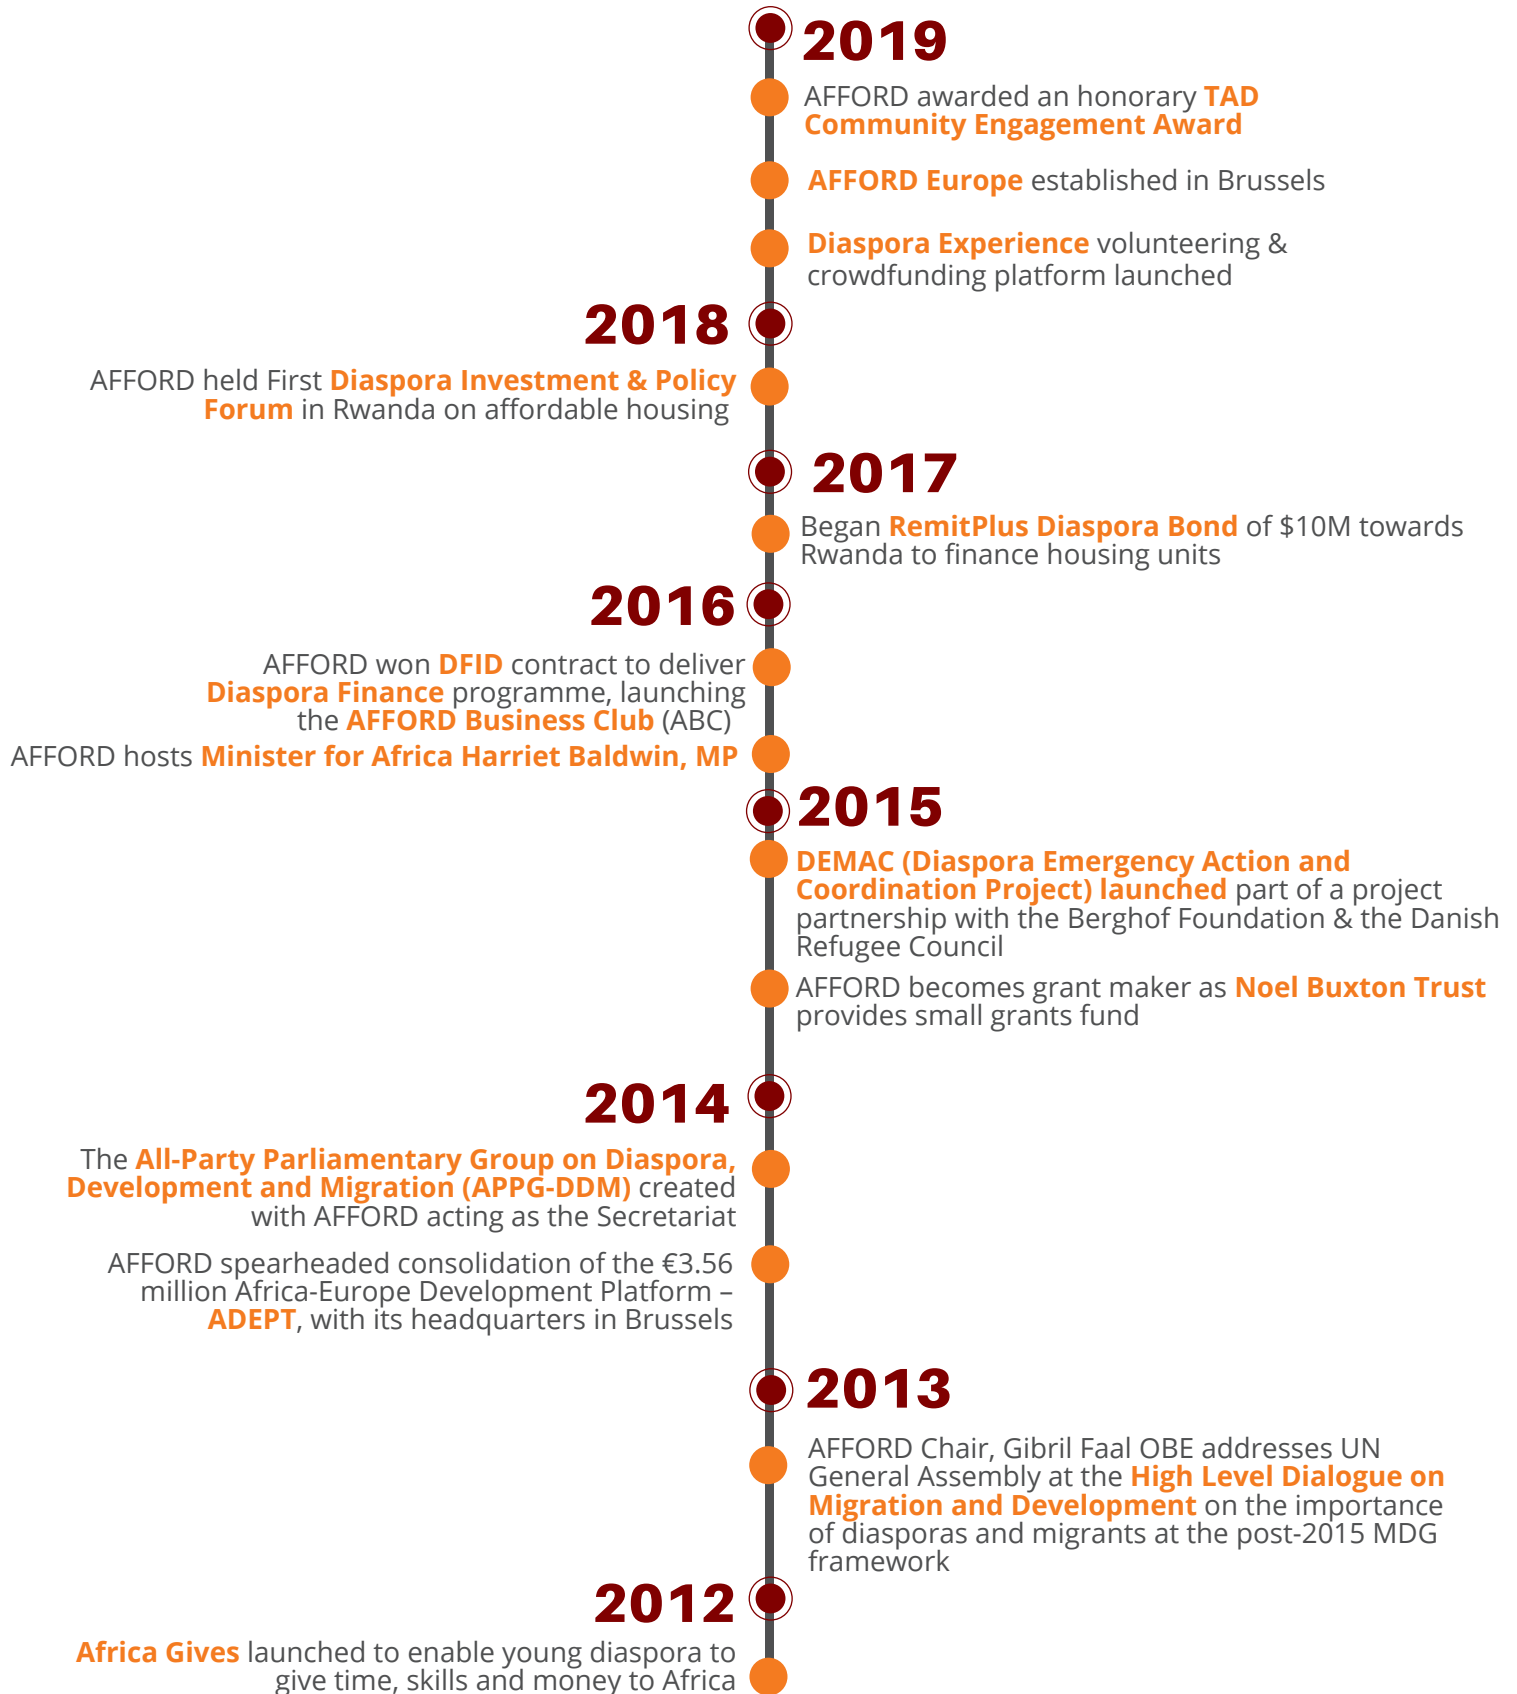 2019
AFFORD awarded an honorary TAD
Community Engagement Award
AFFORD Europe established in Brussels
Diaspora Experience volunteering &
crowdfunding platform launched
2018
AFFORD held First Diaspora Investment & Policy
Forum in Rwanda on affordable housing
2017
Began RemitPlus Diaspora Bond of $10M towards
Rwanda to finance housing units
2016
AFFORD won DFID contract to deliver
Diaspora Finance programme, launching
the AFFORD Business Club (ABC)
AFFORD hosts Minister for Africa Harriet Baldwin, MP
2015
DEMAC (Diaspora Emergency Action and
Coordination Project) launched part of a project
partnership with the Berghof Foundation & the Danish
Refugee Council
AFFORD becomes grant maker as Noel Buxton Trust
provides small grants fund
2014
The All-Party Parliamentary Group on Diaspora,
Development and Migration (APPG-DDM) created
with AFFORD acting as the Secretariat
AFFORD spearheaded consolidation of the €3.56
million Africa-Europe Development Platform –
ADEPT, with its headquarters in Brussels
2013
AFFORD Chair, Gibril Faal OBE addresses UN
General Assembly at the High Level Dialogue on
Migration and Development on the importance
of diasporas and migrants at the post-2015 MDG
framework
2012
Africa Gives launched to enable young diaspora to
give time, skills and money to Africa